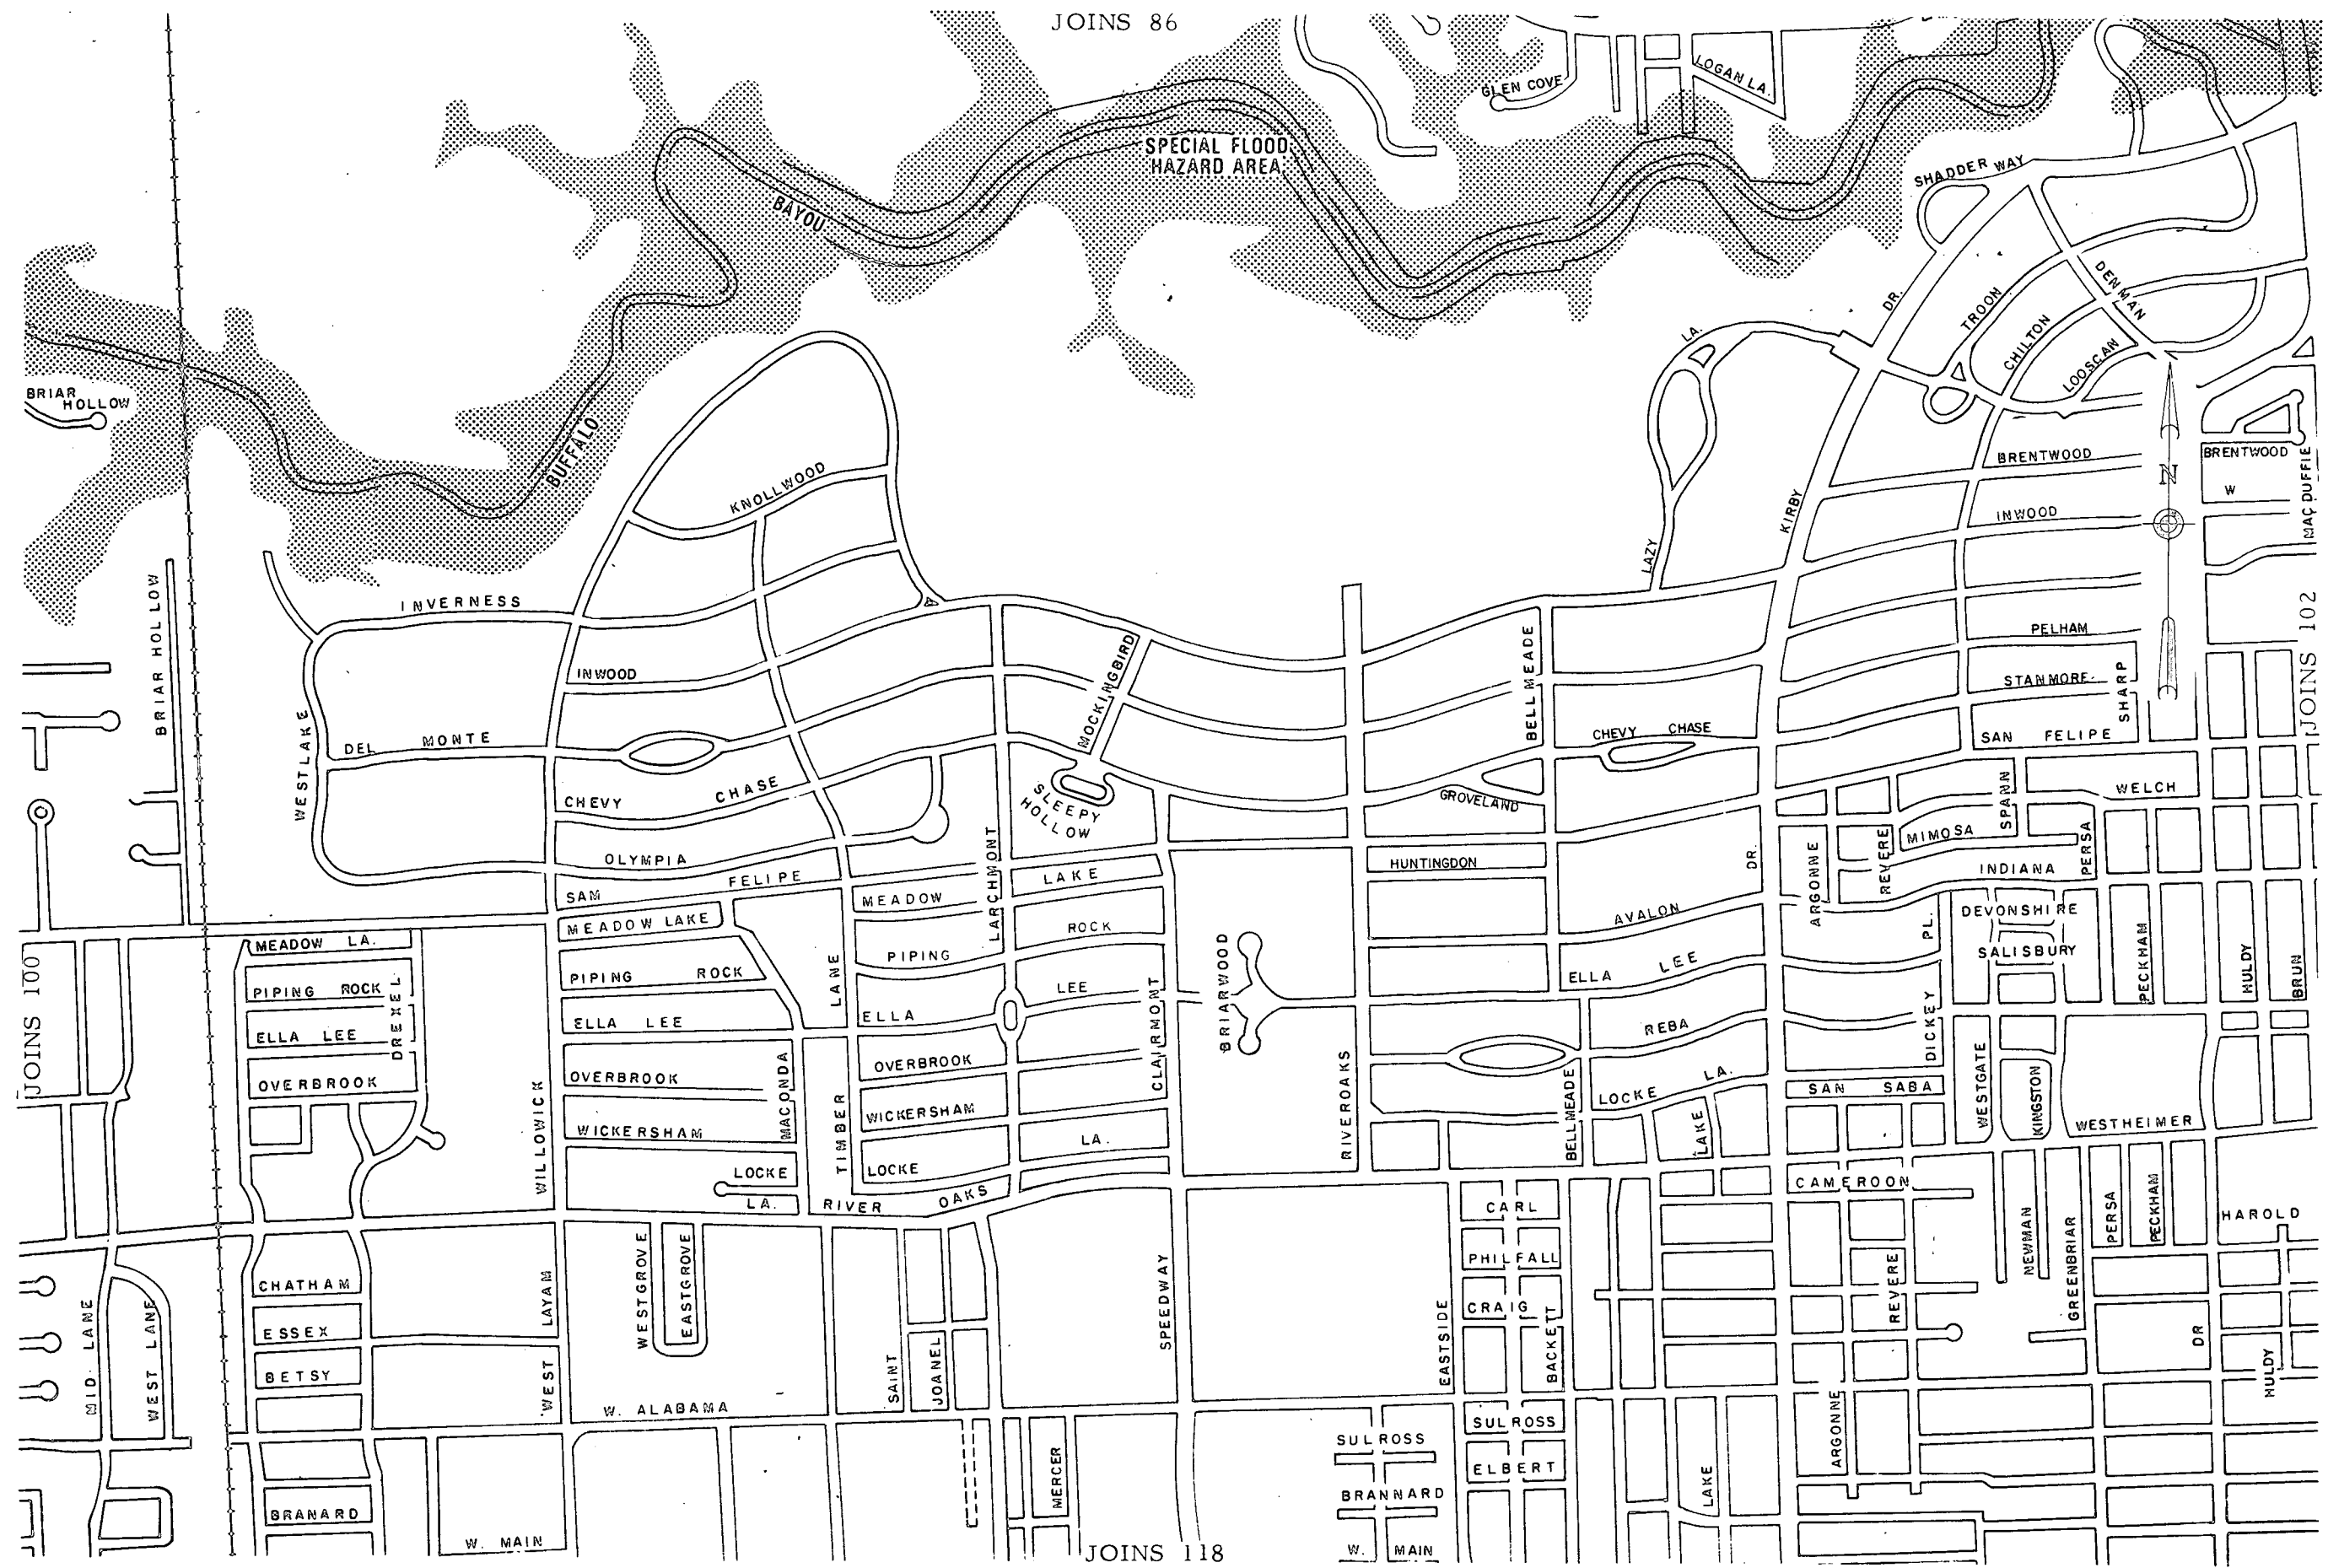 JOINS 86
GLEN COVE
LOGAN LA.
SPECIAL FLOOD
HAZARD AREA
SHADDER WAY
BAYOU
DR.
TROON
DENMAN
CHILTON
LOOSCAN
LA.
BRIAR
HOLLOW
BUFFALO
KNOLLWOOD
BRENTWOOD
BRENTWOOD
W
N
KIRBY
INWOOD
MAC DUFFIE
LAZY
BRIAR HOLLOW
INVERNESS
JOINS 102
PELHAM
MOCKINGBIRD
BELLMEADE
INWOOD
STANMORE
SHARP
WESTLAKE
DEL MONTE
CHEVY CHASE
SAN FELIPE
CHEVY CHASE
SLEEPY
HOLLOW
GROVELAND
SPANN
WELCH
MIMOSA
PERSA
OLYMPIA
HUNTINGDON
DR.
ARGONNE
REVERE
INDIANA
SAM FELIPE
LARCHMONT
LAKE
MEADOW
MEADOW LAKE
AVALON
PL.
DEVONSHIRE
ROCK
MEADOW LA.
PIPING
SALISBURY
PECKHAM
HULDY
BRUN
JOINS 100
PIPING ROCK
DREXEL
PIPING ROCK
LANE
LEE
CLAIRMONT
BRIARWOOD
ELLA LEE
ELLA LEE
ELLA LEE
ELLA
REBA
DICKEY
OVERBROOK
OVERBROOK
OVERBROOK
MACONDA
RIVEROAKS
BELLMEADE
LOCKE LA.
SAN SABA
WESTGATE
KINGSTON
WILLOWICK
WICKERSHAM
TIMBER
WICKERSHAM
LA.
LAKE
WESTHEIMER
LOCKE
LA.
LOCKE
RIVER OAKS
CAMEROON
CARL
NEWMAN
GREENBRIAR
PERSA
PECKHAM
HAROLD
WESTGROVE
EASTGROVE
PHILFALL
CHATHAM
LAYAM
SPEEDWAY
REVERE
MID. LANE
WEST LANE
ESSEX
CRAIG
EASTSIDE
BACKETT
DR
BETSY
WEST
SAINT
JOANEL
HULDY
W. ALABAMA
SULROSS
SULROSS
ARGONNE
ELBERT
MERCER
LAKE
BRANARD
BRANNARD
W. MAIN
W. MAIN
JOINS 118